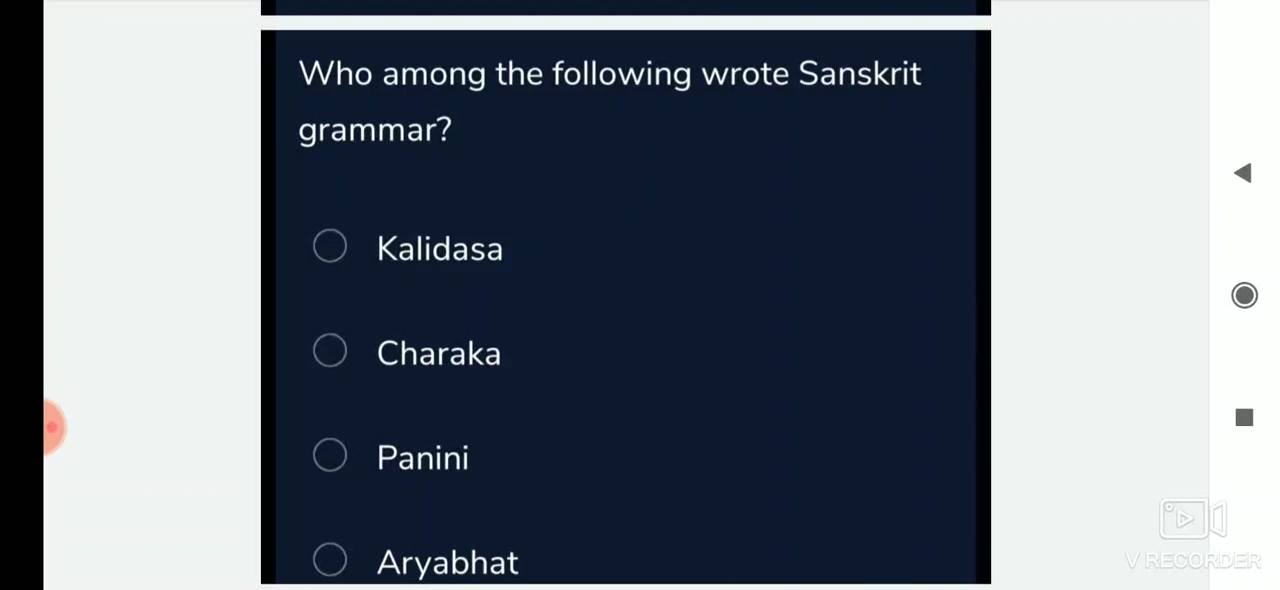 Who among the following wrote Sanskrit
grammar?
Kalidasa
Charaka
Panini
Aryabhat
V RECORDER